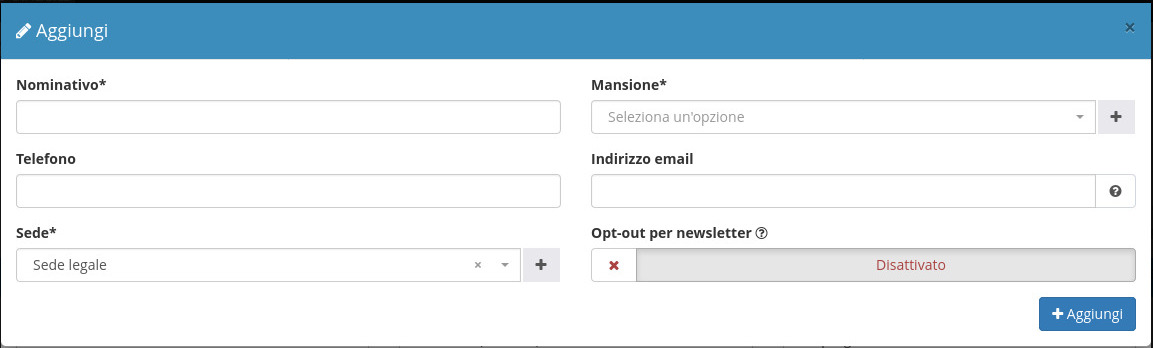 Aggiungi
×
Nominativo*
Mansione*
Seleziona un'opzione
Telefono
Indirizzo email
Sede*
Opt-out per newsletter
Sede legale
×
Disattivato
Aggiungi